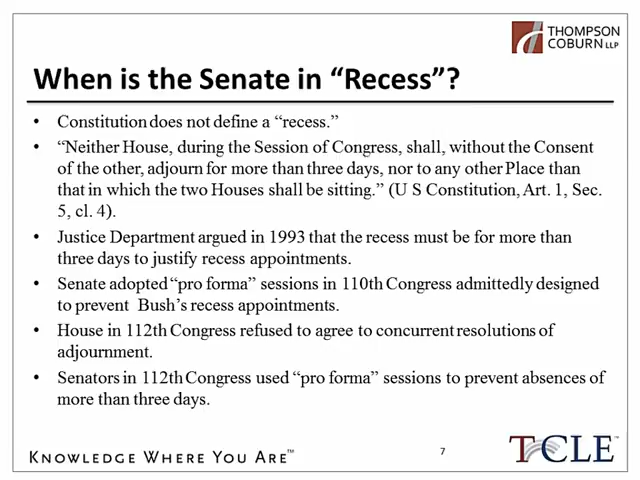 THOMPSON
COBURN LLP
When is the Senate in “Recess”?
• Constitution does not define a “recess.”
• “Neither House, during the Session of Congress, shall, without the Consent
of the other, adjourn for more than three days, nor to any other Place than
that in which the two Houses shall be sitting.” (U S Constitution, Art. 1, Sec.
5, cl. 4).
• Justice Department argued in 1993 that the recess must be for more than
three days to justify recess appointments.
• Senate adopted “pro forma” sessions in 110th Congress admittedly designed
to prevent Bush’s recess appointments.
• House in 112th Congress refused to agree to concurrent resolutions of
adjournment.
• Senators in 112th Congress used “pro forma” sessions to prevent absences of
more than three days.
KNOWLEDGE WHERE YOU ARE™
7
TCCLE™